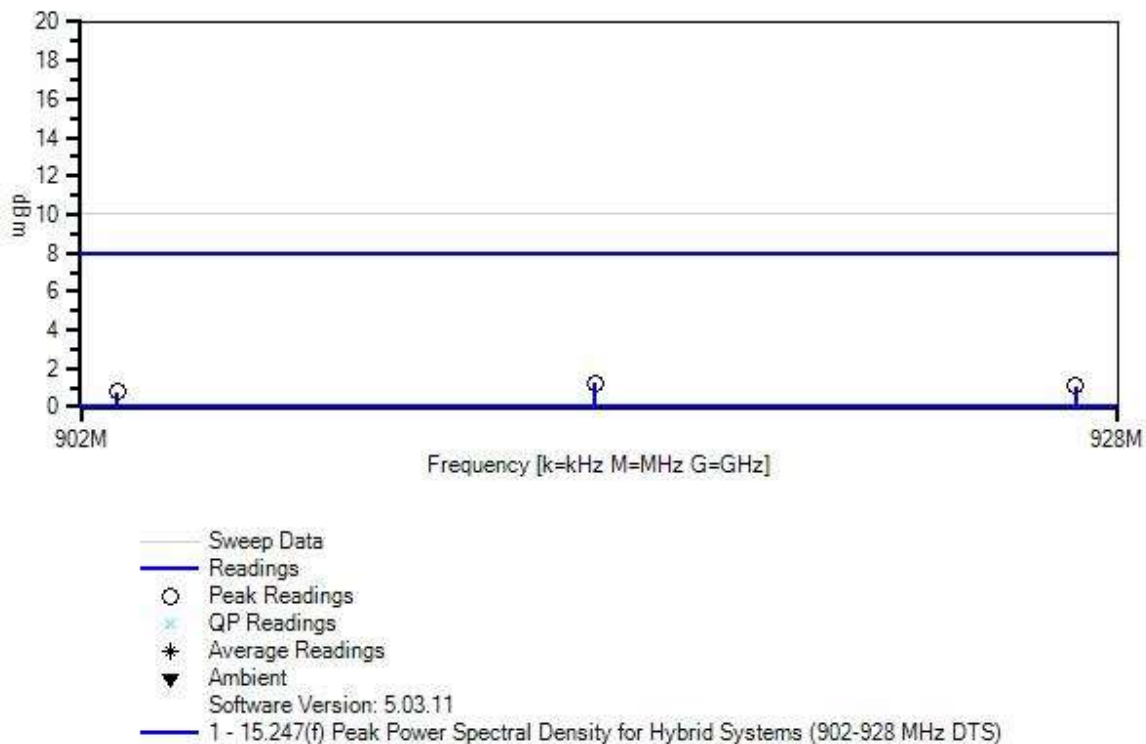 20
18
16
14
12
10
8
6
4
2
0
dBm
902M
928M
Frequency [k=kHz M=MHz G=GHz]
Sweep Data
Readings
Peak Readings
QP Readings
Average Readings
Ambient
Software Version: 5.03.11
1 - 15.247(f) Peak Power Spectral Density for Hybrid Systems (902-928 MHz DTS)